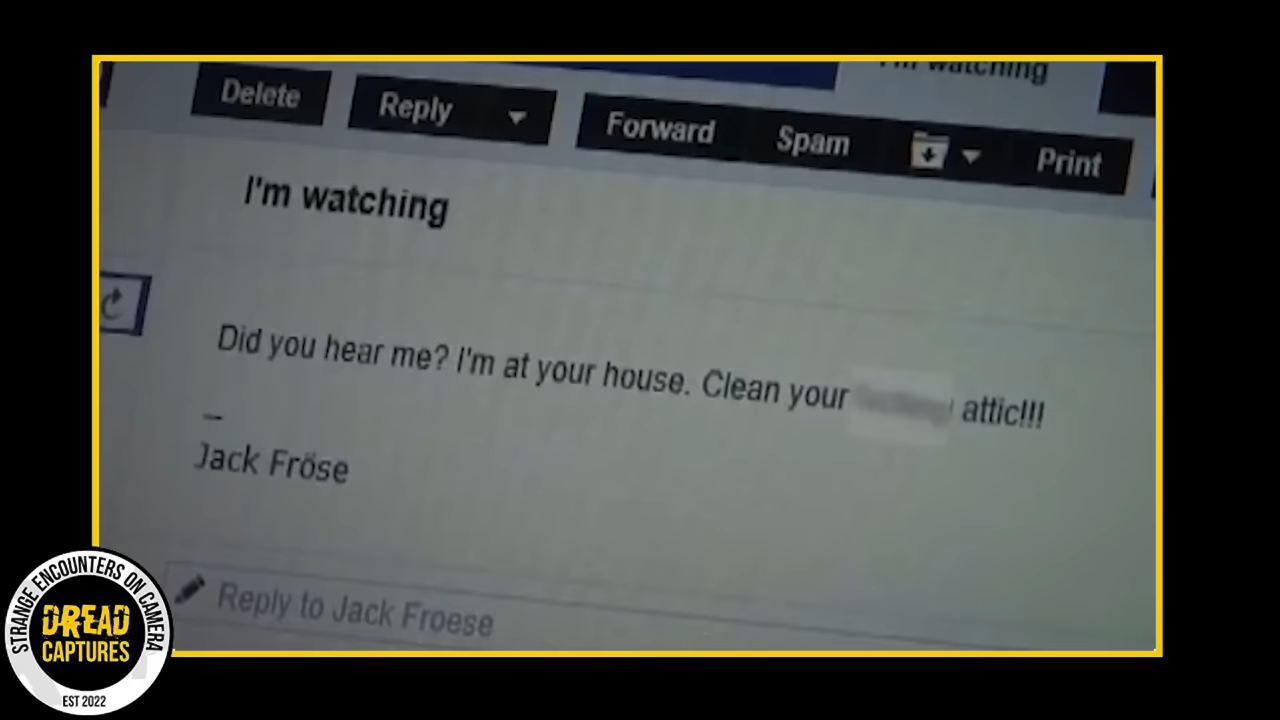 I'm watching
Delete Reply Forward Spam Print
I'm watching
Did you hear me? I'm at your house. Clean your attic!!!
–
Jack Fröse
Reply to Jack Froese
STRANGE ENCOUNTERS ON CAMERA
DREAD
CAPTURES
EST 2022